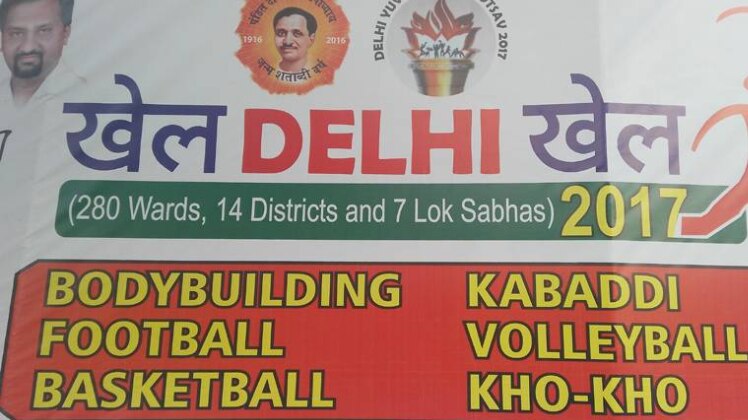 1916 2016
जन्म शताब्दी वर्ष
DELHI YUV UTSAV 2017
खेल DELHI खेल
(280 Wards, 14 Districts and 7 Lok Sabhas) 2017
BODYBUILDING KABADDI
FOOTBALL VOLLEYBALL
BASKETBALL KHO-KHO